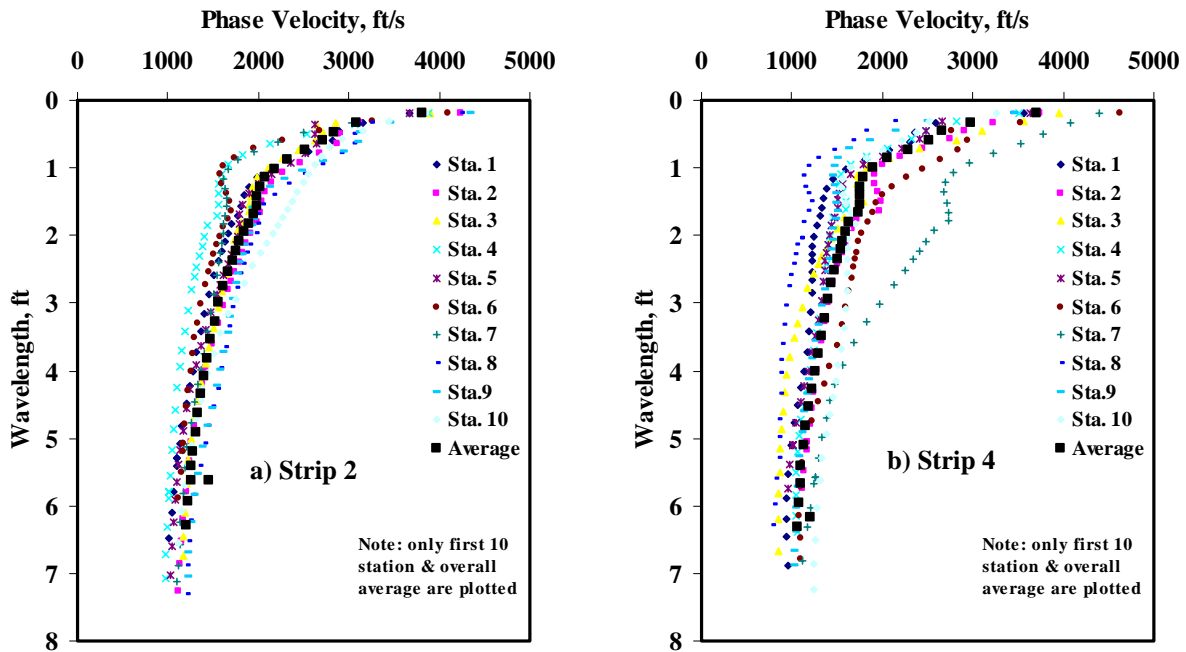 Phase Velocity, ft/s
0 1000 2000 3000 4000 5000
0
1
2
3
4
5
6
7
8
Wavelength, ft
Sta. 1
Sta. 2
Sta. 3
Sta. 4
Sta. 5
Sta. 6
Sta. 7
Sta. 8
Sta.9
Sta. 10
Average
a) Strip 2
Note: only first 10
station & overall
average are plotted
Phase Velocity, ft/s
0 1000 2000 3000 4000 5000
0
1
2
3
4
5
6
7
8
Wavelength, ft
Sta. 1
Sta. 2
Sta. 3
Sta. 4
Sta. 5
Sta. 6
Sta. 7
Sta. 8
Sta.9
Sta. 10
Average
b) Strip 4
Note: only first 10
station & overall
average are plotted